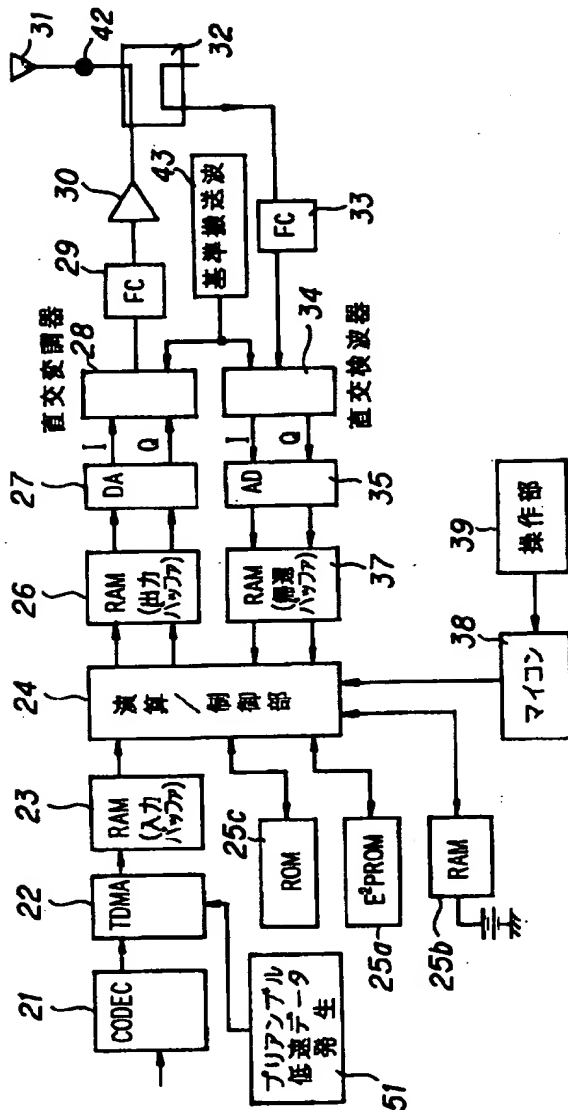 31
42
32
30
43
基準搬送波
33
FC
29
FC
直交変調器
28
34
直交検波器
I
Q
I
Q
27
DA
AD
35
26
RAM
(出力
バッファ)
RAM
(帰還
バッファ)
37
39
操作部
24
演算/制御部
38
マイコン
23
RAM
(入力
バッファ)
25c
ROM
E²PROM
25a
RAM
25b
22
TDMA
21
CODEC
プリアンブル
低速データ
発生
51